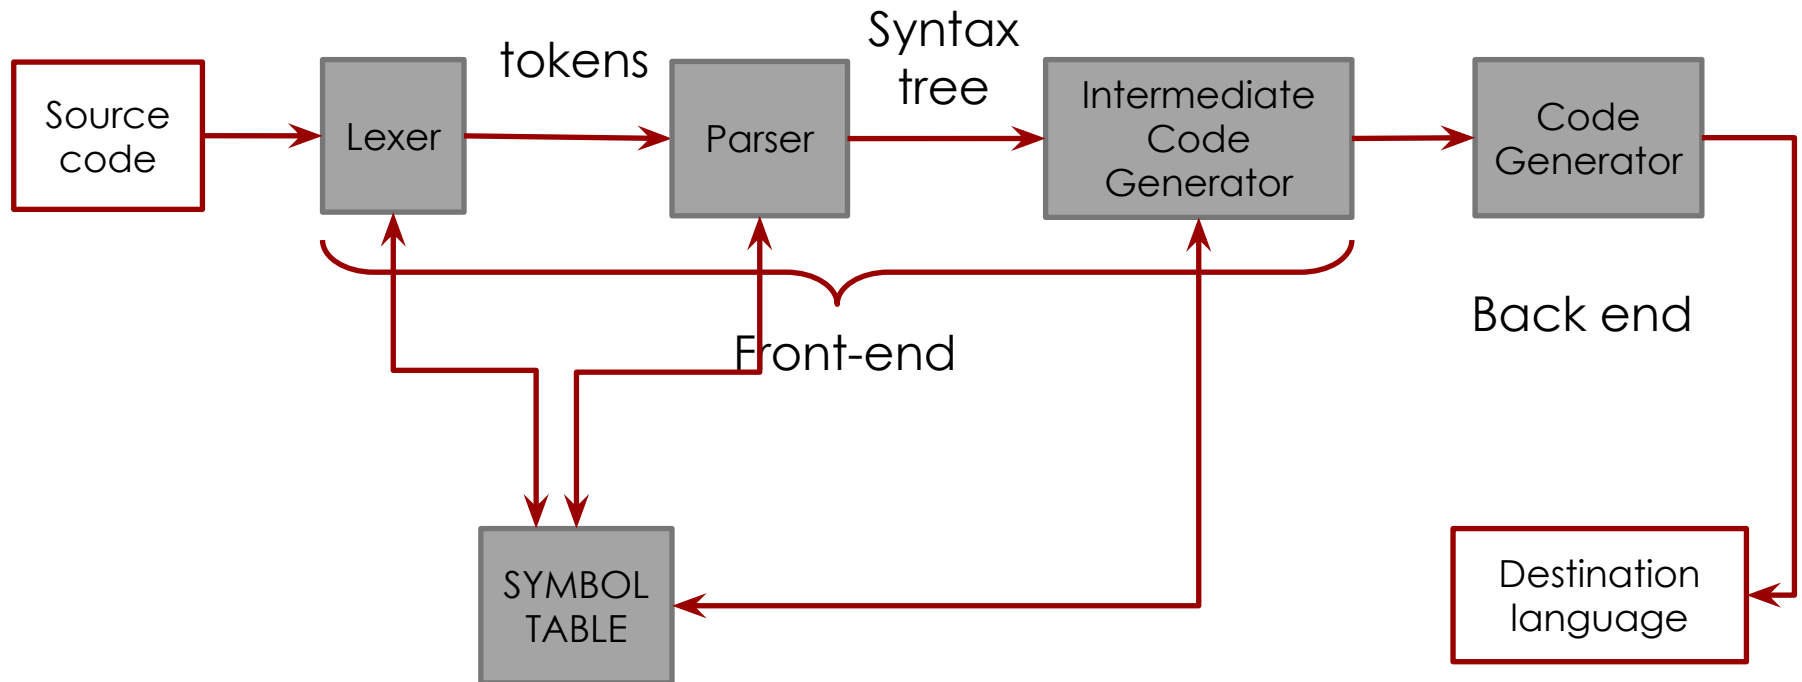 Source
code
Lexer
tokens
Parser
Syntax
tree
Intermediate
Code
Generator
Code
Generator
Front-end
Back end
SYMBOL
TABLE
Destination
language